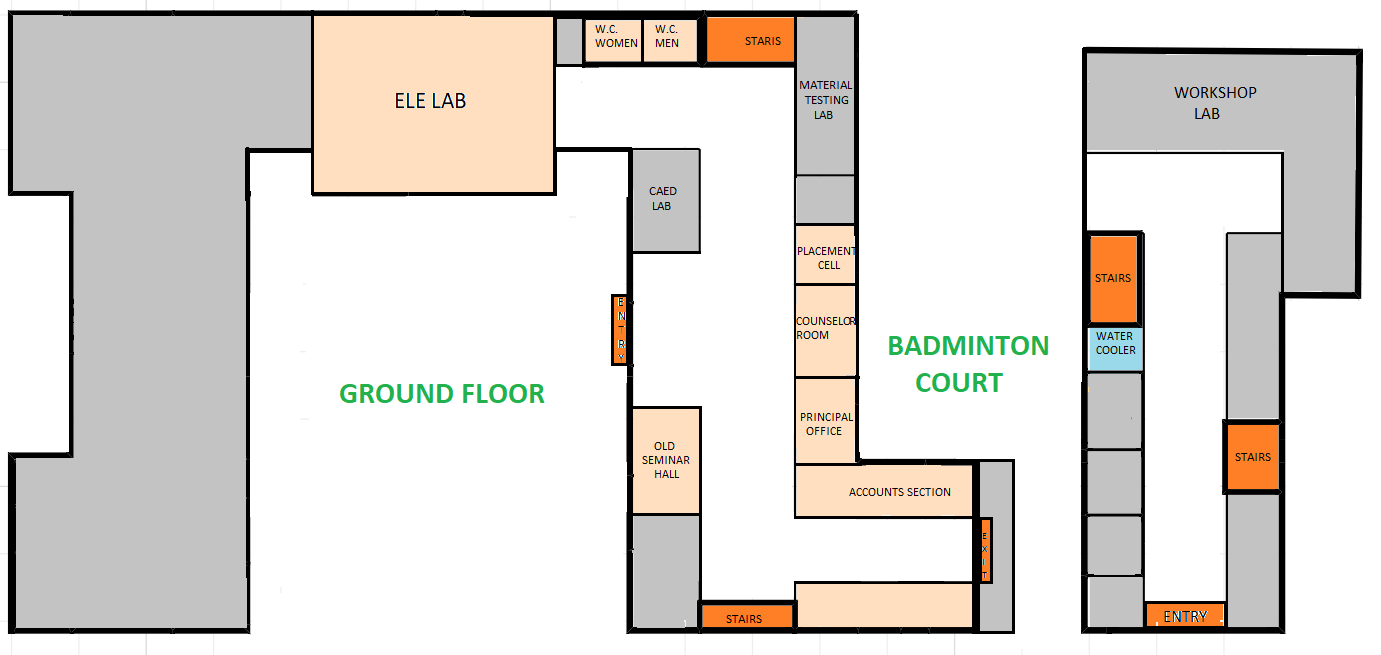 W.C.
WOMEN
W.C.
MEN
STARIS
ELE LAB
MATERIAL
TESTING
LAB
WORKSHOP
LAB
CAED
LAB
PLACEMENT
CELL
STAIRS
ENTRY
COUNSELOR
ROOM
BADMINTON
COURT
WATER
COOLER
GROUND FLOOR
PRINCIPAL
OFFICE
OLD
SEMINAR
HALL
STAIRS
ACCOUNTS SECTION
EXIT
STAIRS
ENTRY